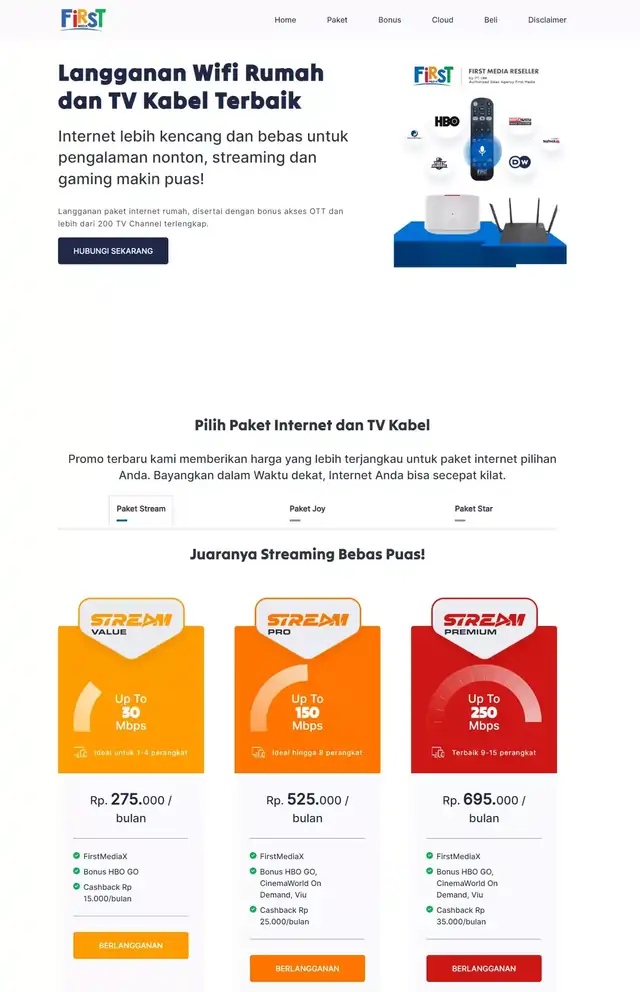 FiRST
MEDIA
Home
Paket
Bonus
Cloud
Beli
Disclaimer
Langganan Wifi Rumah
dan TV Kabel Terbaik
Internet lebih kencang dan bebas untuk
pengalaman nonton, streaming dan
gaming makin puas!
Langganan paket internet rumah, disertai dengan bonus akses OTT dan
lebih dari 200 TV Channel terlengkap.
HUBUNGI SEKARANG
FiRST
FIRST MEDIA RESELLER
Authorized Sales Agency First Media
HBO
DW
FiRST
Pilih Paket Internet dan TV Kabel
Promo terbaru kami memberikan harga yang lebih terjangkau untuk paket internet pilihan
Anda. Bayangkan dalam Waktu dekat, Internet Anda bisa secepat kilat.
Paket Stream
Paket Joy
Paket Star
Juaranya Streaming Bebas Puas!
STREAM
VALUE
Up To
30
Mbps
Ideal untuk 1-4 perangkat
Rp. 275.000 /
bulan
FirstMediaX
Bonus HBO GO
Cashback Rp
15.000/bulan
BERLANGGANAN
STREAM
PRO
Up To
150
Mbps
Ideal hingga 8 perangkat
Rp. 525.000 /
bulan
FirstMediaX
Bonus HBO GO,
CinemaWorld On
Demand, Viu
Cashback Rp
25.000/bulan
BERLANGGANAN
STREAM
PREMIUM
Up To
250
Mbps
Terbaik 9-15 perangkat
Rp. 695.000 /
bulan
FirstMediaX
Bonus HBO GO,
CinemaWorld On
Demand, Viu
Cashback Rp
35.000/bulan
BERLANGGANAN